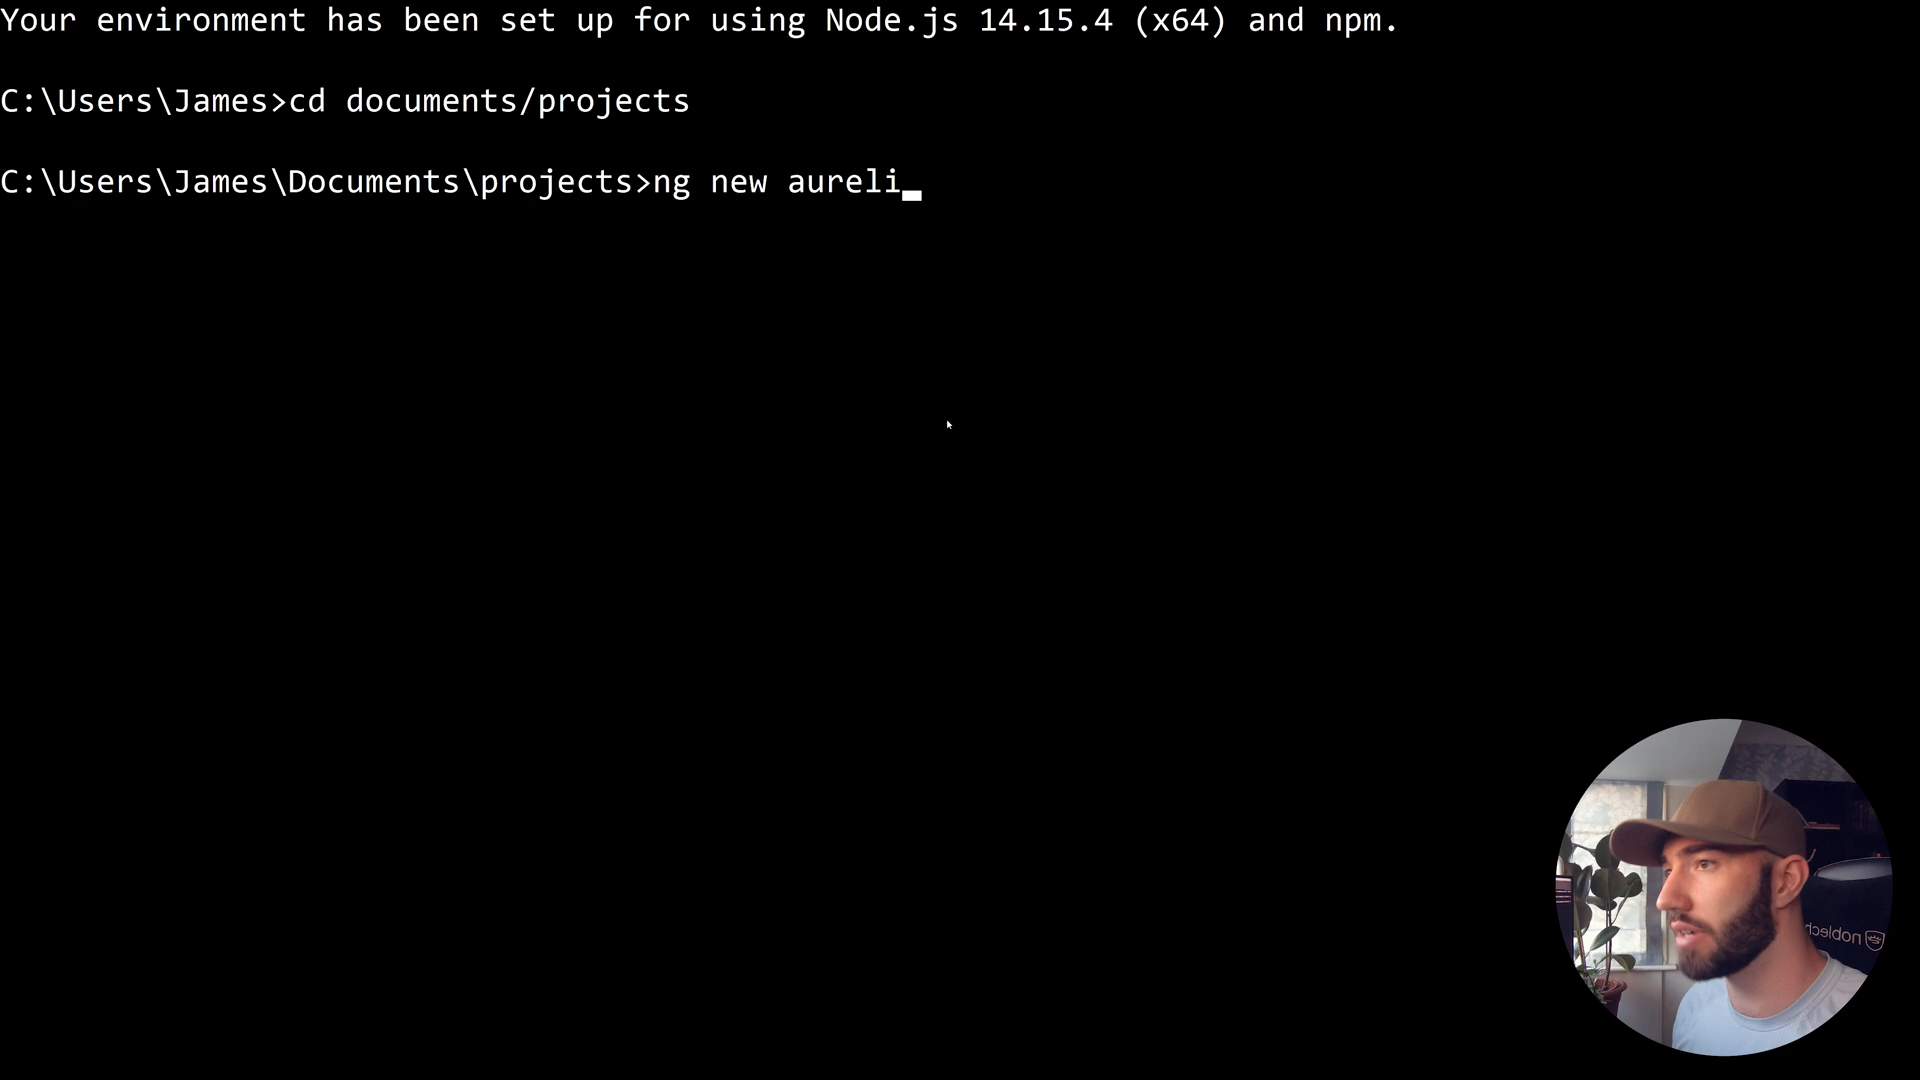 Your environment has been set up for using Node.js 14.15.4 (x64) and npm.
C:\Users\James>cd documents/projects
C:\Users\James\Documents\projects>ng new aureli
noblech